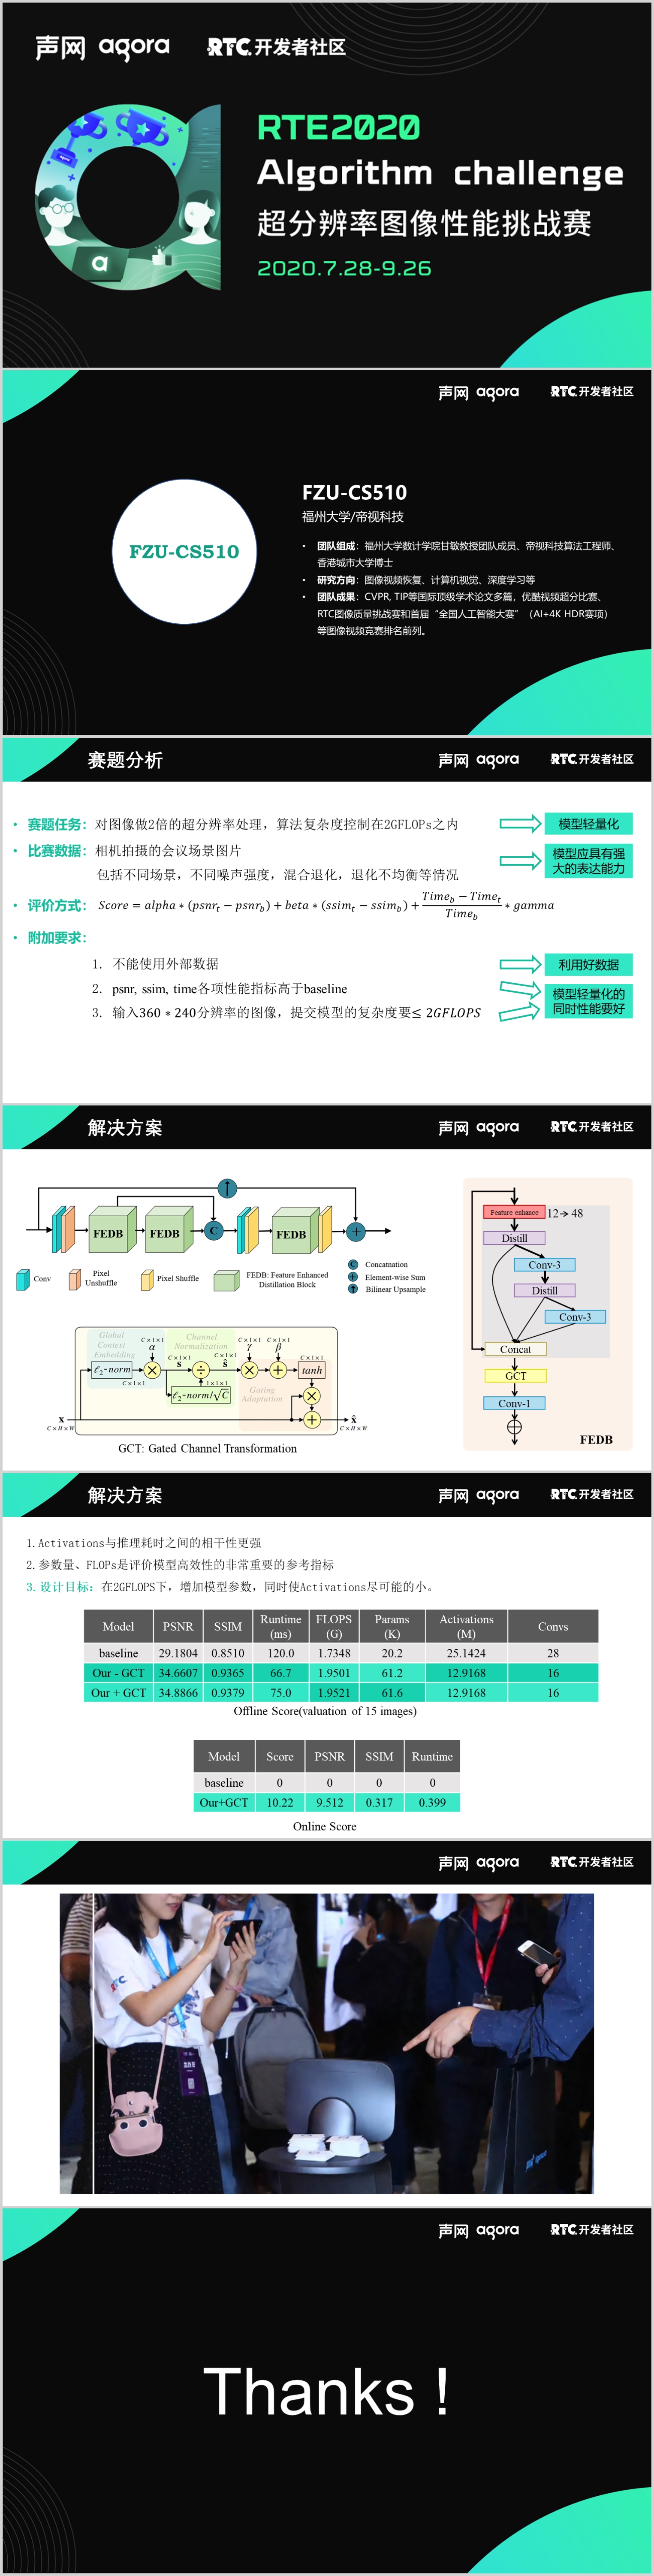 声网 agora RTC 开发者社区
RTE2020
Algorithm challenge
超分辨率图像性能挑战赛
2020.7.28-9.26
声网 agora RTC 开发者社区
FZU-CS510
FZU-CS510
福州大学/帝视科技
• 团队组成：福州大学数计学院甘敏教授团队成员、帝视科技算法工程师、
香港城市大学博士
• 研究方向：图像视频恢复、计算机视觉、深度学习等
• 团队成果：CVPR, TIP等国际顶级学术论文多篇，优酷视频超分比赛、
RTC图像质量挑战赛和首届“全国人工智能大赛”（AI+4K HDR赛项）
等图像视频竞赛排名前列。
赛题分析
声网 agora RTC 开发者社区
• 赛题任务：对图像做2倍的超分辨率处理，算法复杂度控制在2GFLOPs之内
模型轻量化
• 比赛数据：相机拍摄的会议场景图片
包括不同场景，不同噪声强度，混合退化，退化不均衡等情况
模型应具有强
大的表达能力
• 评价方式：Score = alpha ∗ (psnr_t − psnr_b) + beta ∗ (ssim_t − ssim_b) + (Time_b − Time_t)/Time_b ∗ gamma
• 附加要求：
1. 不能使用外部数据
利用好数据
2. psnr, ssim, time各项性能指标高于baseline
3. 输入360 ∗ 240分辨率的图像，提交模型的复杂度要≤ 2GFLOPS
模型轻量化的
同时性能要好
解决方案
声网 agora RTC 开发者社区
FEDB FEDB C FEDB +
Conv
Pixel
Unshuffle
Pixel Shuffle
FEDB: Feature Enhanced
Distillation Block
C Concatnation
+ Element-wise Sum
↑ Bilinear Upsample
Global
Context
Embedding
Channel
Normalization
Gating
Adaptation
C×1×1 C×1×1 C×1×1
α γ β
C×1×1 C×1×1 C×1×1
s ŝ
ℓ2-norm × ÷ × + tanh
C×1×1 1×1×1
ℓ2-norm/√C
×
x + x̂
C×H×W C×H×W
GCT: Gated Channel Transformation
Feature enhance 12→48
Distill
Conv-3
Distill
Conv-3
Concat
GCT
Conv-1
FEDB
解决方案
声网 agora RTC 开发者社区
1.Activations与推理耗时之间的相干性更强
2.参数量、FLOPs是评价模型高效性的非常重要的参考指标
3.设计目标：在2GFLOPS下，增加模型参数，同时使Activations尽可能的小。
Model PSNR SSIM Runtime (ms) FLOPS (G) Params (K) Activations (M) Convs
baseline 29.1804 0.8510 120.0 1.7348 20.2 25.1424 28
Our - GCT 34.6607 0.9365 66.7 1.9501 61.2 12.9168 16
Our + GCT 34.8866 0.9379 75.0 1.9521 61.6 12.9168 16
Offline Score(valuation of 15 images)
Model Score PSNR SSIM Runtime
baseline 0 0 0 0
Our+GCT 10.22 9.512 0.317 0.399
Online Score
声网 agora RTC 开发者社区
声网 agora RTC 开发者社区
Thanks！